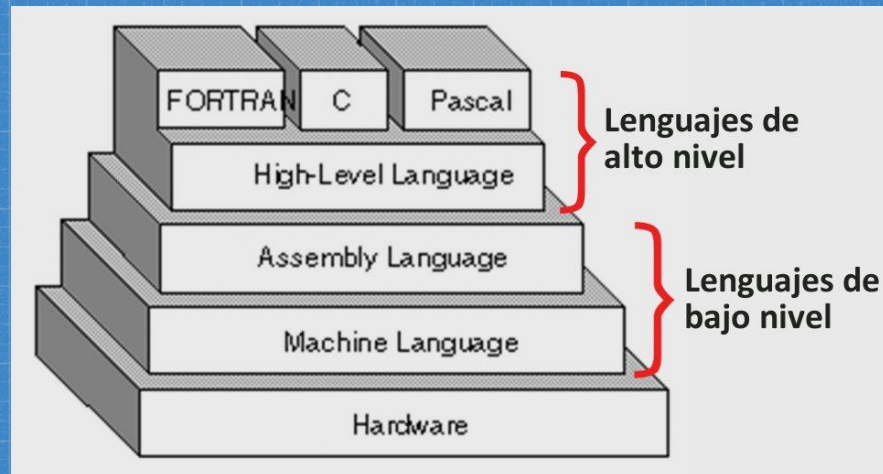 FORTRAN C Pascal
Lenguajes de
alto nivel
High-Level Language
Assembly Language
Lenguajes de
bajo nivel
Machine Language
Hardware